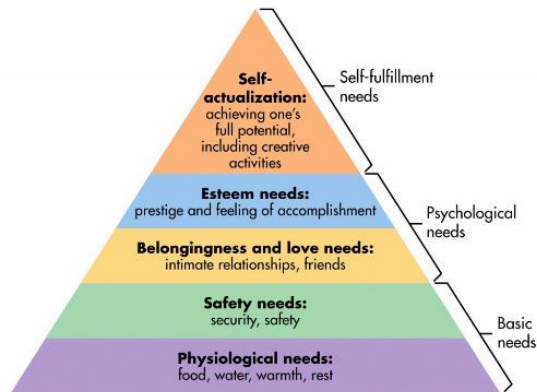 Self-
actualization:
achieving one's
full potential,
including creative
activities
Self-fulfillment
needs
Esteem needs:
prestige and feeling of accomplishment
Psychological
needs
Belongingness and love needs:
intimate relationships, friends
Safety needs:
security, safety
Basic
needs
Physiological needs:
food, water, warmth, rest